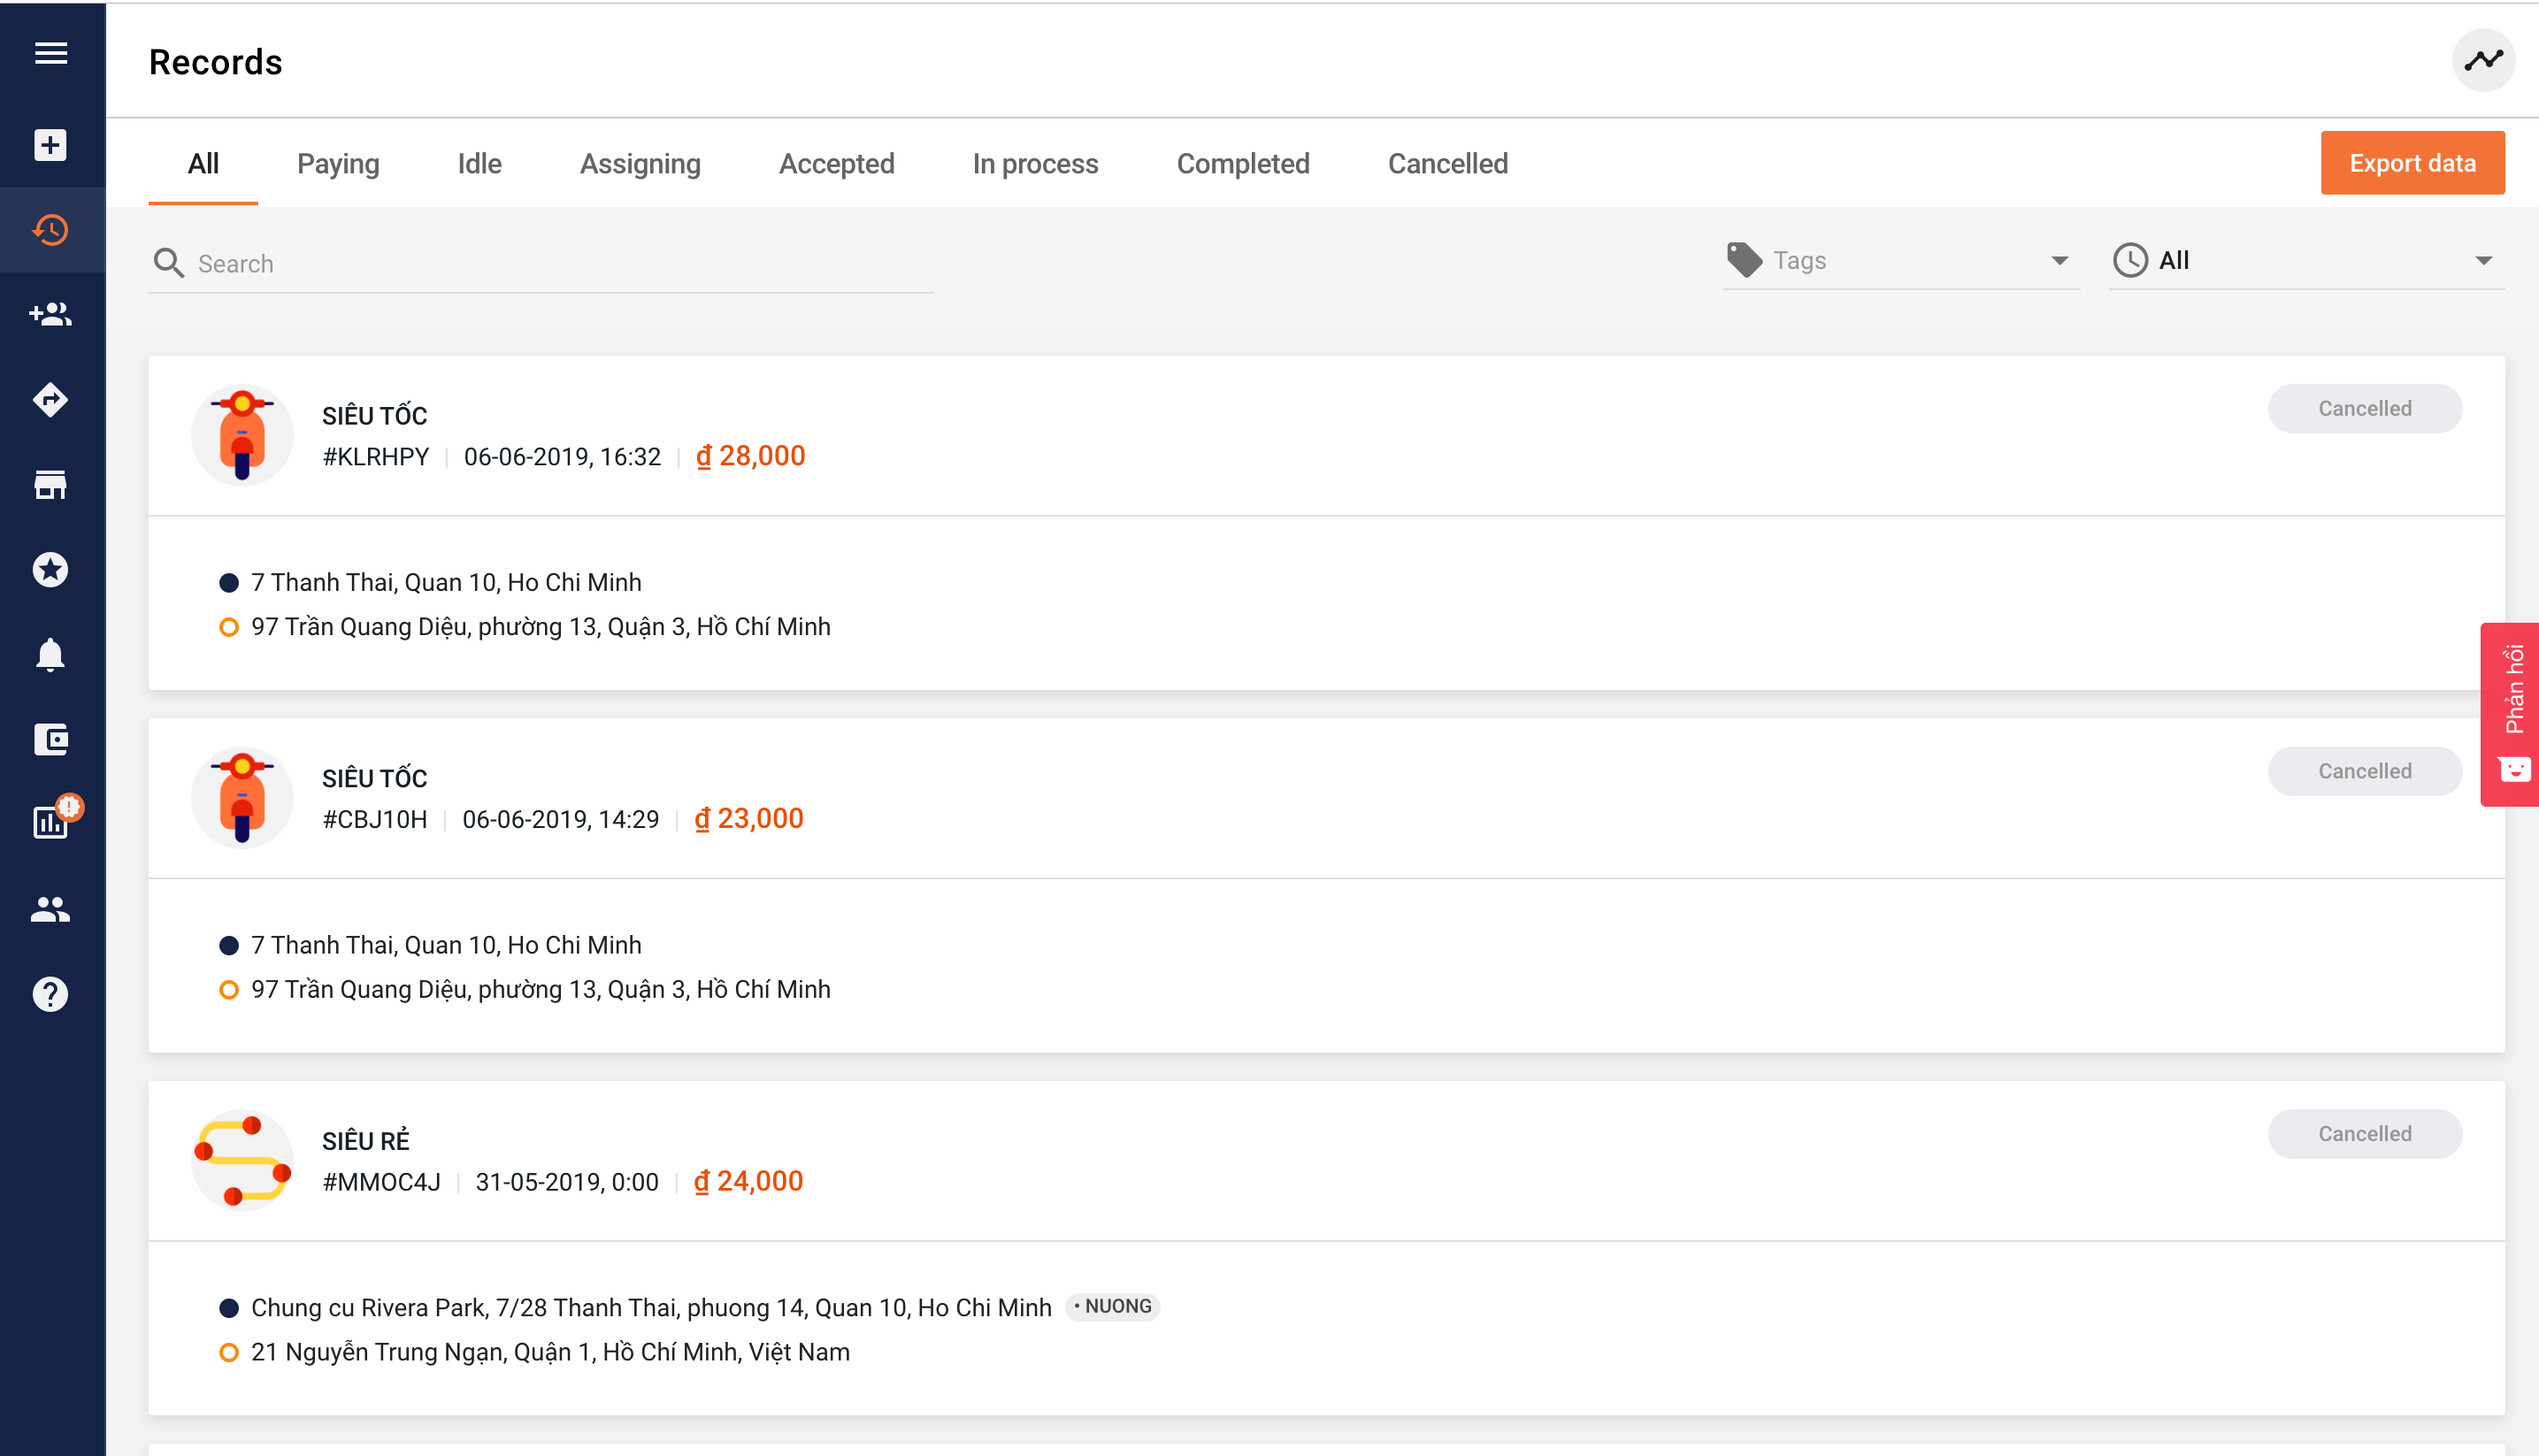 Records
All
Paying
Idle
Assigning
Accepted
In process
Completed
Cancelled
Export data
Search
Tags
All
SIÊU TỐC
Cancelled
#KLRHPY
06-06-2019, 16:32
₫ 28,000
7 Thanh Thai, Quan 10, Ho Chi Minh
97 Trần Quang Diệu, phường 13, Quận 3, Hồ Chí Minh
Phản hồi
SIÊU TỐC
Cancelled
#CBJ10H
06-06-2019, 14:29
₫ 23,000
7 Thanh Thai, Quan 10, Ho Chi Minh
97 Trần Quang Diệu, phường 13, Quận 3, Hồ Chí Minh
SIÊU RẺ
Cancelled
#MMOC4J
31-05-2019, 0:00
₫ 24,000
Chung cu Rivera Park, 7/28 Thanh Thai, phuong 14, Quan 10, Ho Chi Minh • NUONG
21 Nguyễn Trung Ngạn, Quận 1, Hồ Chí Minh, Việt Nam